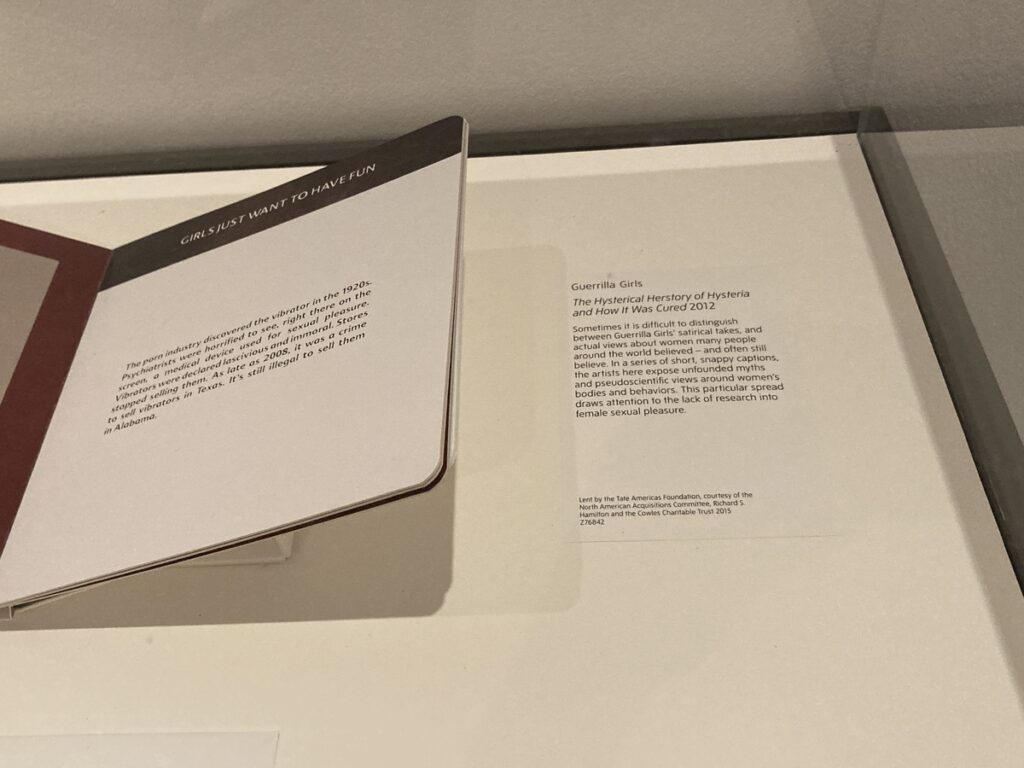 GIRLS JUST WANT TO HAVE FUN
The porn industry discovered the vibrator in the 1920s.
Psychiatrists were horrified to see, right there on the
screen, a medical device used for sexual pleasure.
Vibrators were declared lascivious and immoral. Stores
stopped selling them. As late as 2008, it was a crime
to sell vibrators in Texas. It's still illegal to sell them
in Alabama.
Guerrilla Girls
The Hysterical Herstory of Hysteria
and How It Was Cured 2012
Sometimes it is difficult to distinguish
between Guerrilla Girls' satirical takes, and
actual views about women many people
around the world believed – and often still
believe. In a series of short, snappy captions,
the artists here expose unfounded myths
and pseudoscientific views around women's
bodies and behaviors. This particular spread
draws attention to the lack of research into
female sexual pleasure.
Lent by the Tate Americas Foundation, courtesy of the
North American Acquisitions Committee, Richard S.
Hamilton and the Cowles Charitable Trust 2015
Z76842